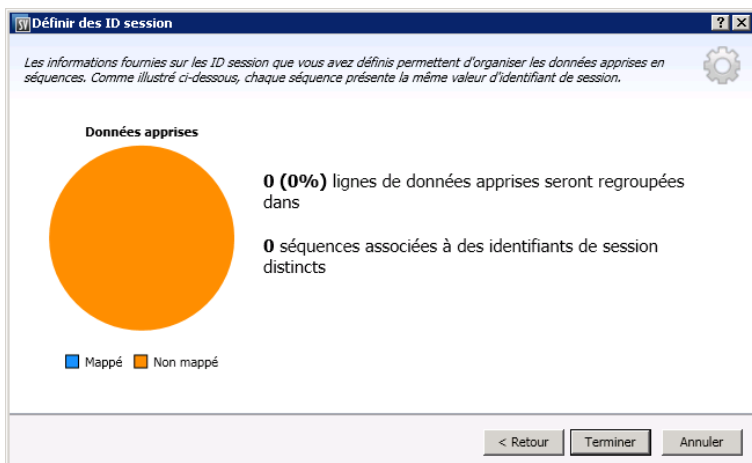 SV Définir des ID session
? X
Les informations fournies sur les ID session que vous avez définis permettent d'organiser les données apprises en
séquences. Comme illustré ci-dessous, chaque séquence présente la même valeur d'identifiant de session.
Données apprises
0 (0%) lignes de données apprises seront regroupées
dans
0 séquences associées à des identifiants de session
distincts
Mappé Non mappé
< Retour Terminer Annuler